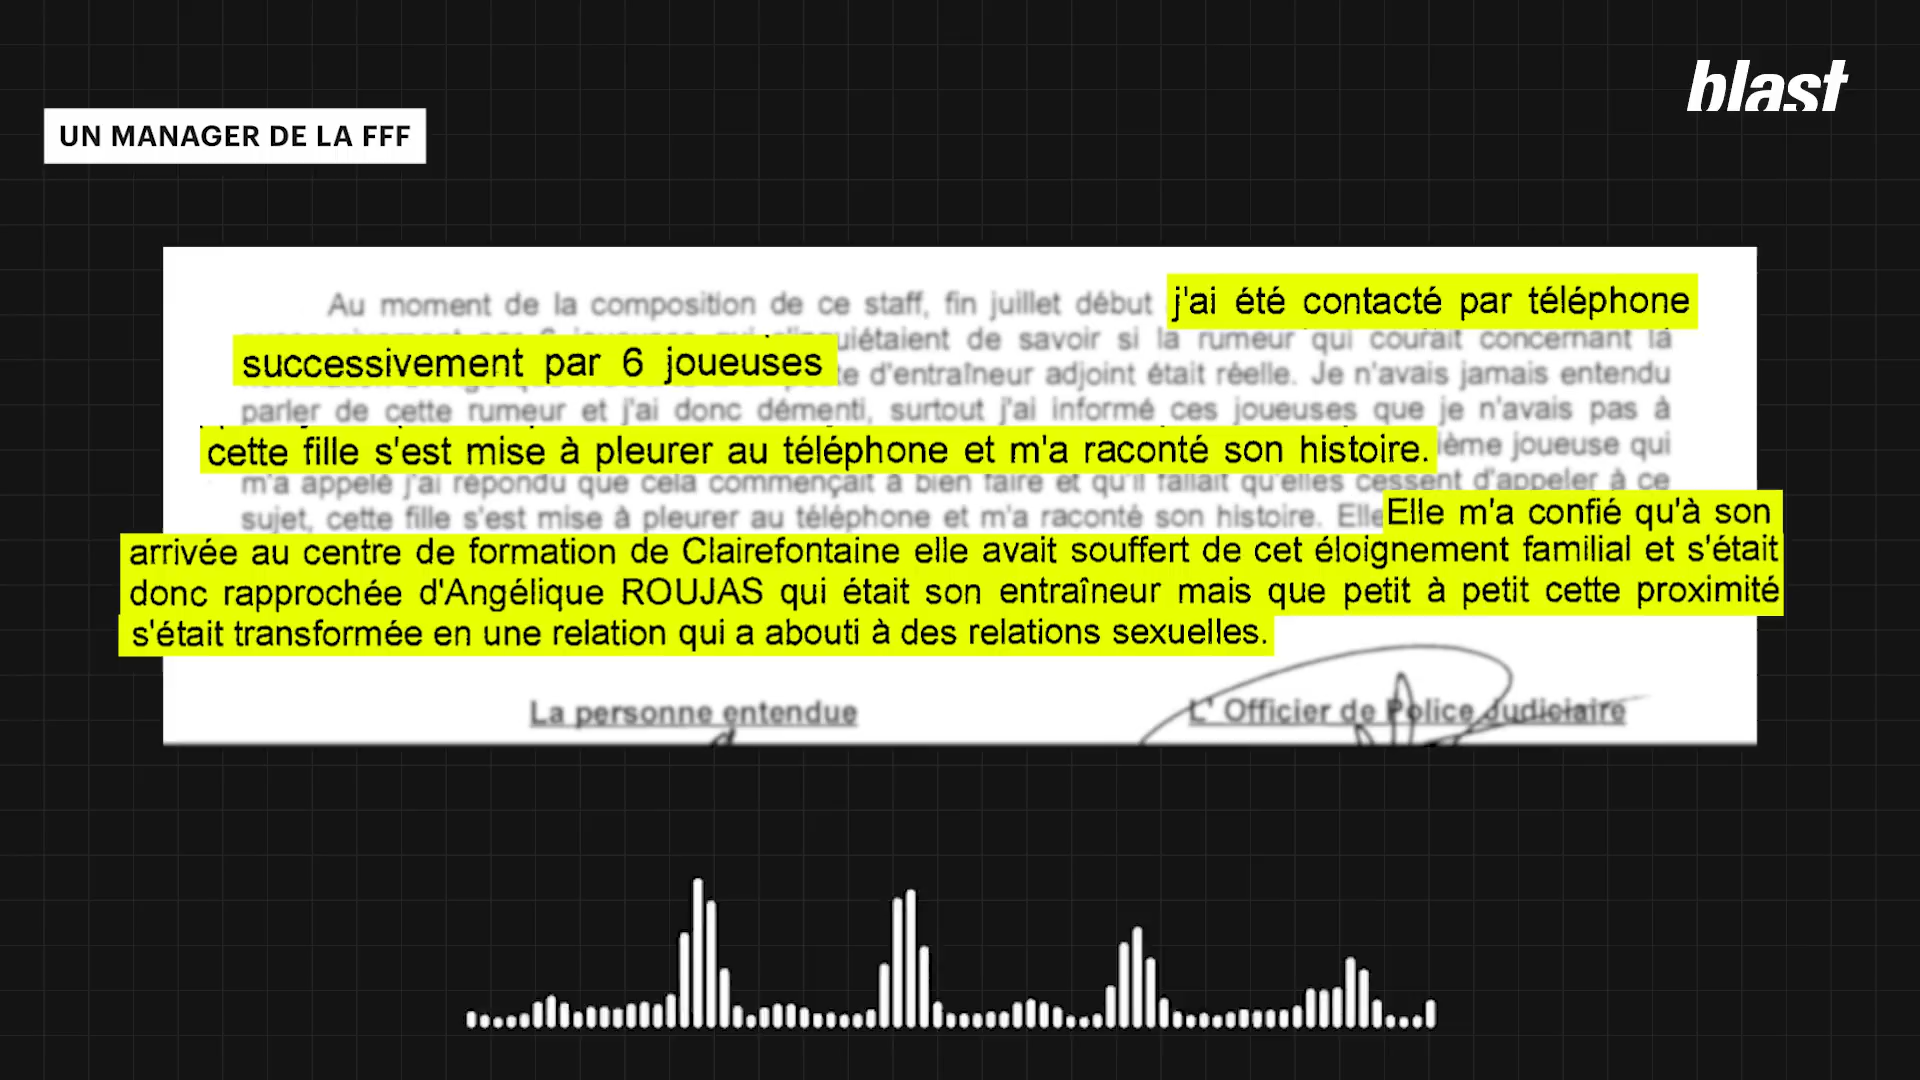 blast
UN MANAGER DE LA FFF
Au moment de la composition de ce staff, fin juillet début j'ai été contacté par téléphone
successivement par 6 joueuses
uiétaient de savoir si la rumeur qui courait concernant la
d'entraîneur adjoint était réelle. Je n'avais jamais entendu
parler de cette rumeur et j'ai donc démenti, surtout j'ai informé ces joueuses que je n'avais pas à
cette fille s'est mise à pleurer au téléphone et m'a raconté son histoire.
ième joueuse qui
m'a appelé j'ai répondu que cela commençait à bien faire et qu'il fallait qu'elles cessent d'appeler à ce
sujet, cette fille s'est mise à pleurer au téléphone et m'a raconté son histoire. Elle
Elle m'a confié qu'à son
arrivée au centre de formation de Clairefontaine elle avait souffert de cet éloignement familial et s'était
donc rapprochée d'Angélique ROUJAS qui était son entraîneur mais que petit à petit cette proximité
s'était transformée en une relation qui a abouti à des relations sexuelles.
La personne entendue
L' Officier de Police Judiciaire